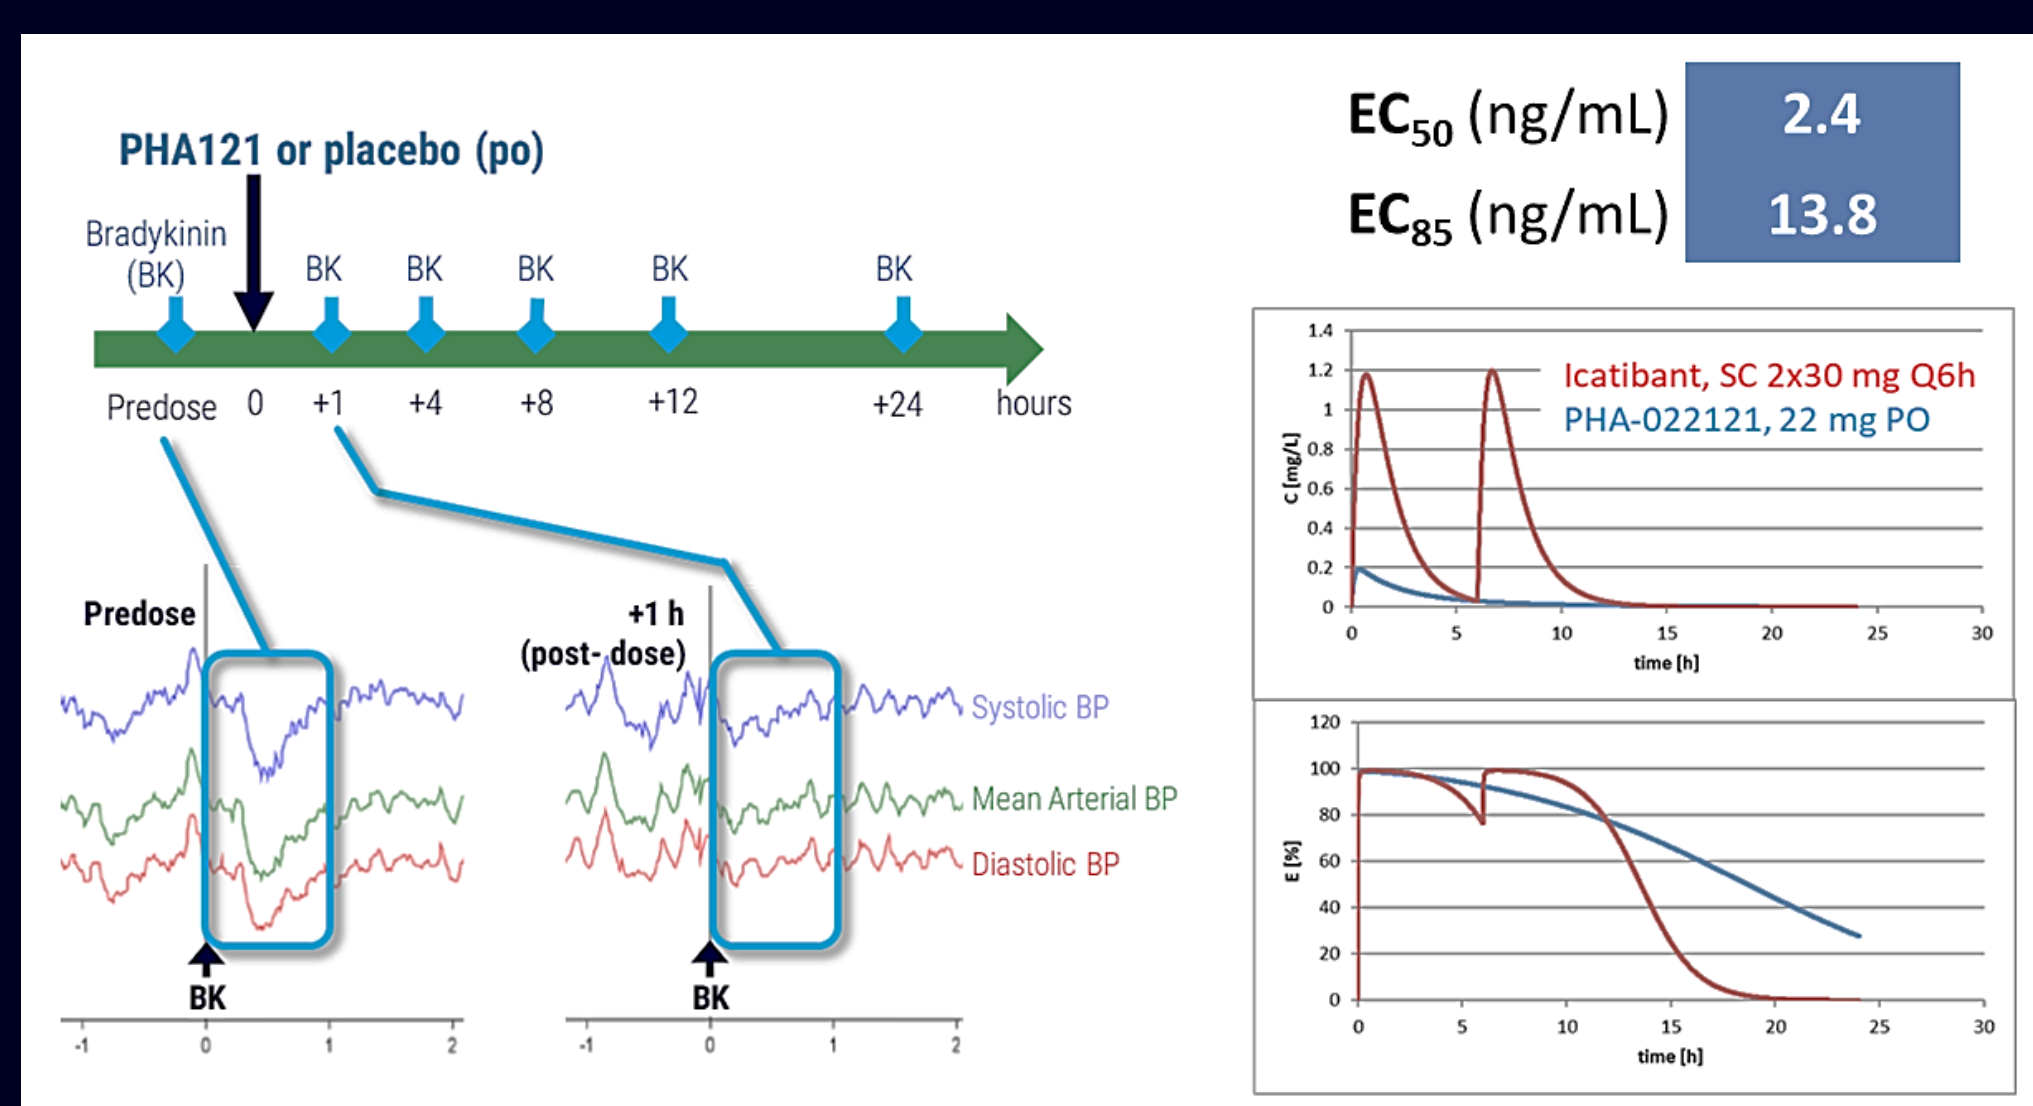 PHA121 or placebo (po)
Bradykinin
(BK)
BK BK BK BK BK
Predose 0 +1 +4 +8 +12 +24 hours
Predose
+1 h
(post- dose)
Systolic BP
Mean Arterial BP
Diastolic BP
BK BK
-1 0 1 2
-1 0 1 2
EC50 (ng/mL) 2.4
EC85 (ng/mL) 13.8
1.4
1.2
1
0.8
0.6
0.4
0.2
0
C [mg/L]
Icatibant, SC 2x30 mg Q6h
PHA-022121, 22 mg PO
0 5 10 15 20 25 30
time [h]
120
100
80
60
40
20
0
E [%]
0 5 10 15 20 25 30
time [h]